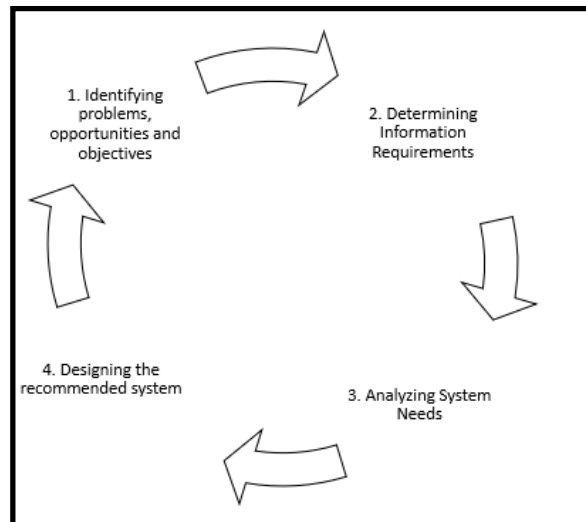 1. Identifying
problems,
opportunities and
objectives
2. Determining
Information
Requirements
3. Analyzing System
Needs
4. Designing the
recommended system